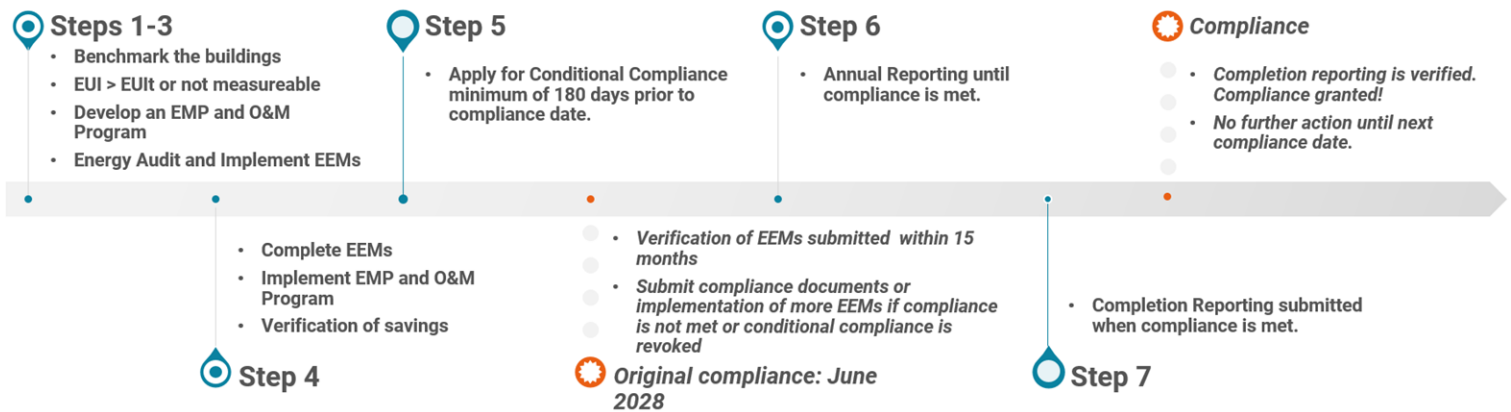 Steps 1-3
• Benchmark the buildings
• EUI > EUIt or not measureable
• Develop an EMP and O&M
Program
• Energy Audit and Implement EEMs
Step 5
• Apply for Conditional Compliance
minimum of 180 days prior to
compliance date.
Step 6
• Annual Reporting until
compliance is met.
Compliance
• Completion reporting is verified.
Compliance granted!
• No further action until next
compliance date.
• Complete EEMs
• Implement EMP and O&M
Program
• Verification of savings
Step 4
• Verification of EEMs submitted within 15
months
• Submit compliance documents or
implementation of more EEMs if compliance
is not met or conditional compliance is
revoked
Original compliance: June
2028
• Completion Reporting submitted
when compliance is met.
Step 7